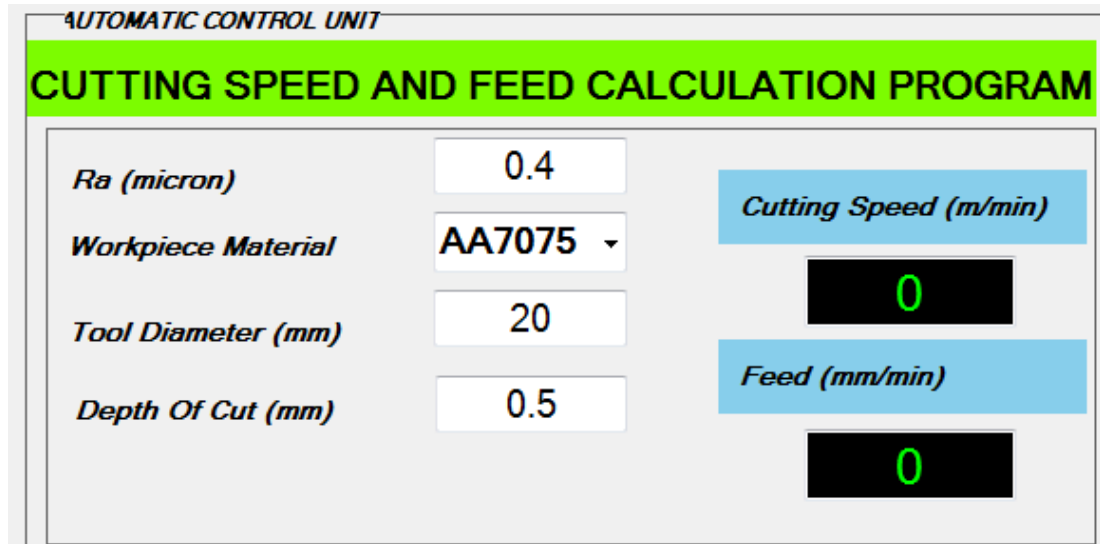 AUTOMATIC CONTROL UNIT
CUTTING SPEED AND FEED CALCULATION PROGRAM
Ra (micron)
0.4
Workpiece Material
AA7075
Tool Diameter (mm)
20
Depth Of Cut (mm)
0.5
Cutting Speed (m/min)
0
Feed (mm/min)
0